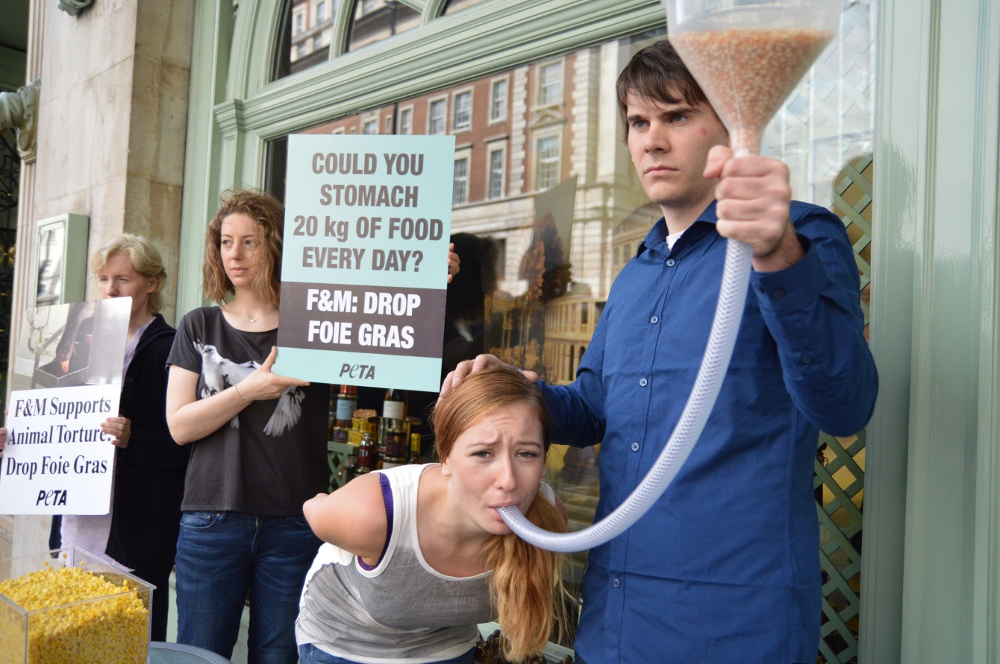 COULD YOU
STOMACH
20 kg OF FOOD
EVERY DAY?
F&M: DROP
FOIE GRAS
PeTA
F&M Supports
Animal Torture.
Drop Foie Gras
PeTA